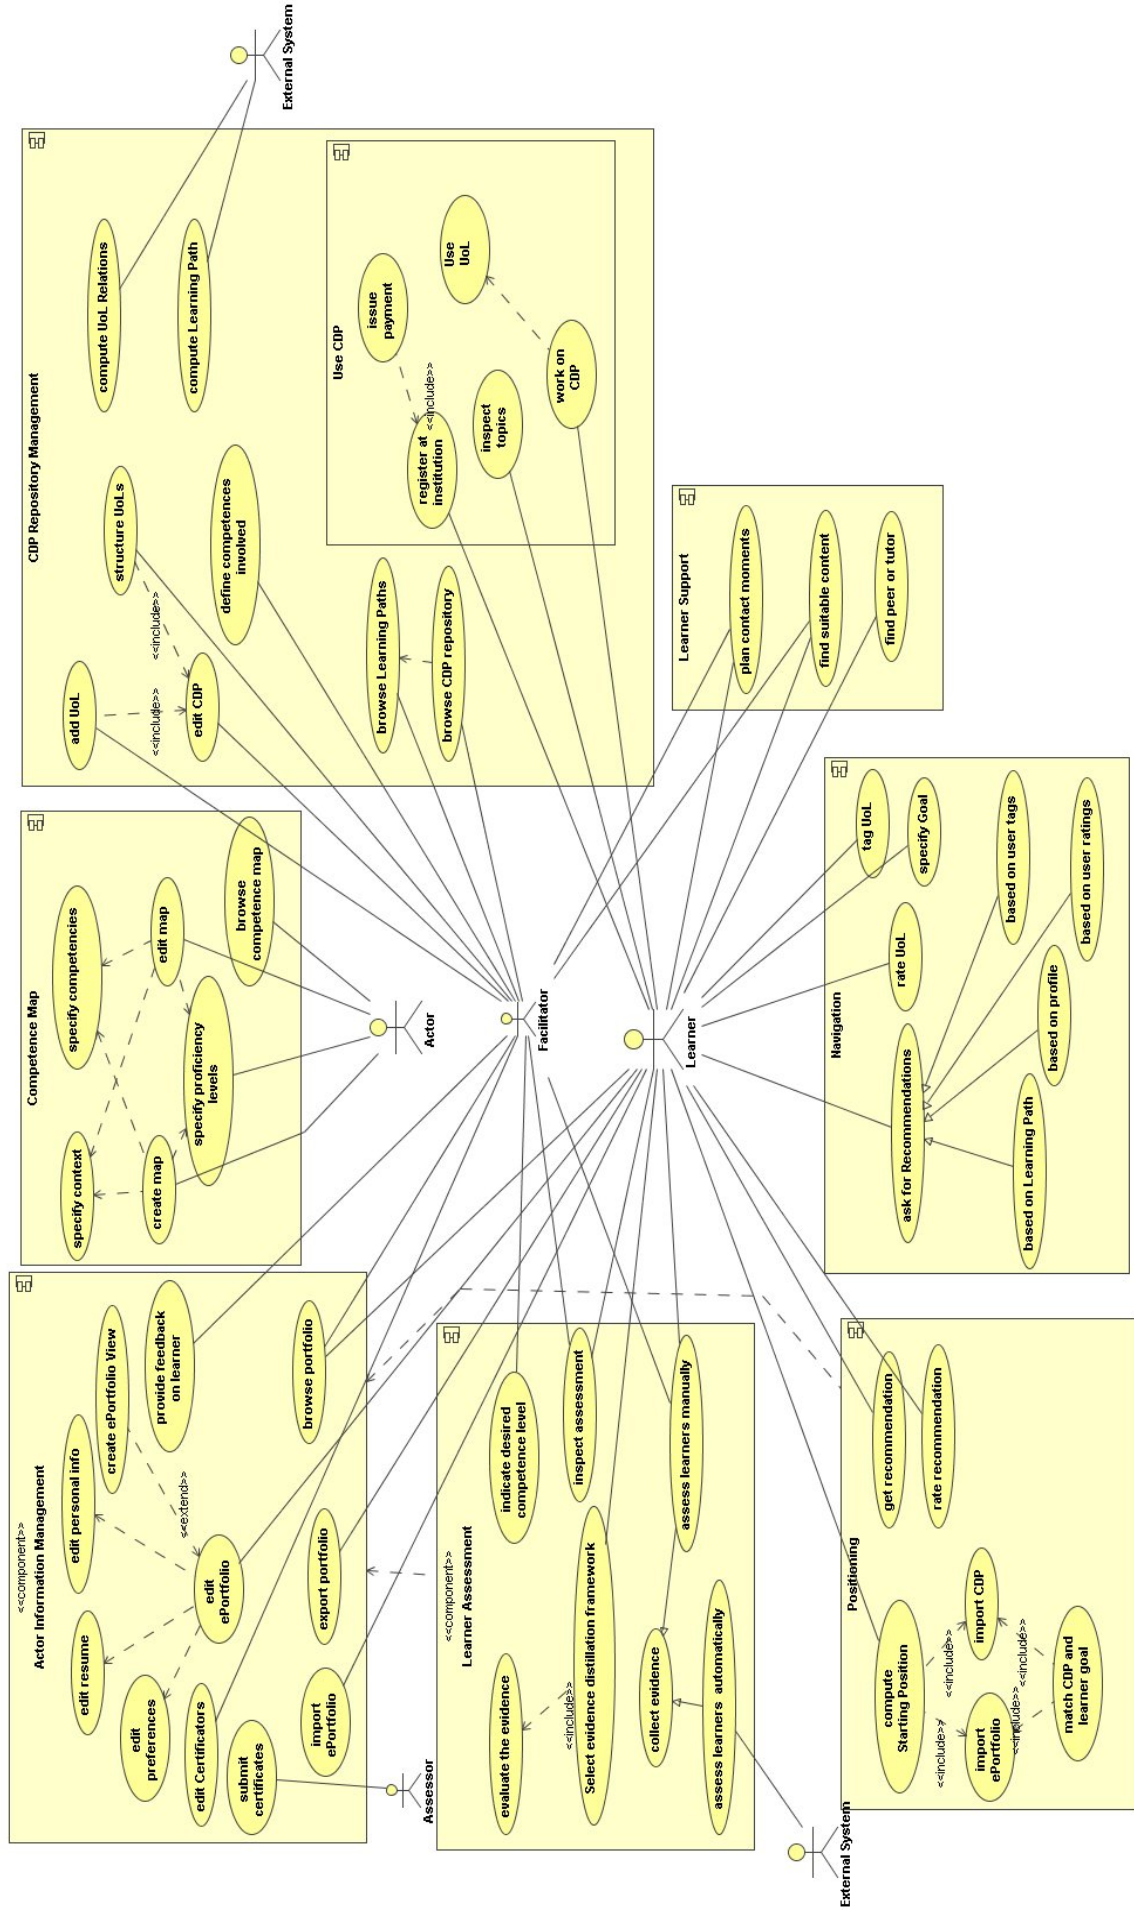 <<component>>
Actor Information Management
edit resume
edit personal info
create ePortfolio View
edit
preferences
<<extend>>
edit
ePortfolio
provide feedback
on learner
edit Certificators
submit
certificates
import
ePortfolio
export portfolio
browse portfolio
Assessor
Competence Map
specify context
specify competencies
create map
edit map
specify proficiency
levels
browse
competence map
Actor
CDP Repository Management
add UoL
structure UoLs
compute UoL Relations
<<include>>
<<include>>
edit CDP
compute Learning Path
define competences
involved
browse Learning Paths
browse CDP repository
Use CDP
issue
payment
<<include>>
register at
institution
Use
UoL
inspect
topics
work on
CDP
External System
Facilitator
Learner
<<component>>
Learner Assessment
evaluate the evidence
indicate desired
competence level
<<include>>
inspect assessment
Select evidence distillation framework
collect evidence
assess learners manually
assess learners automatically
External System
Learner Support
plan contact moments
find suitable content
find peer or tutor
Navigation
tag UoL
rate UoL
specify Goal
ask for Recommendations
based on user tags
based on Learning Path
based on profile
based on user ratings
Positioning
get recommendation
rate recommendation
compute
Starting Position
<<include>>
<<include>>
import
ePortfolio
import CDP
<<include>>
<<include>>
match CDP and
learner goal